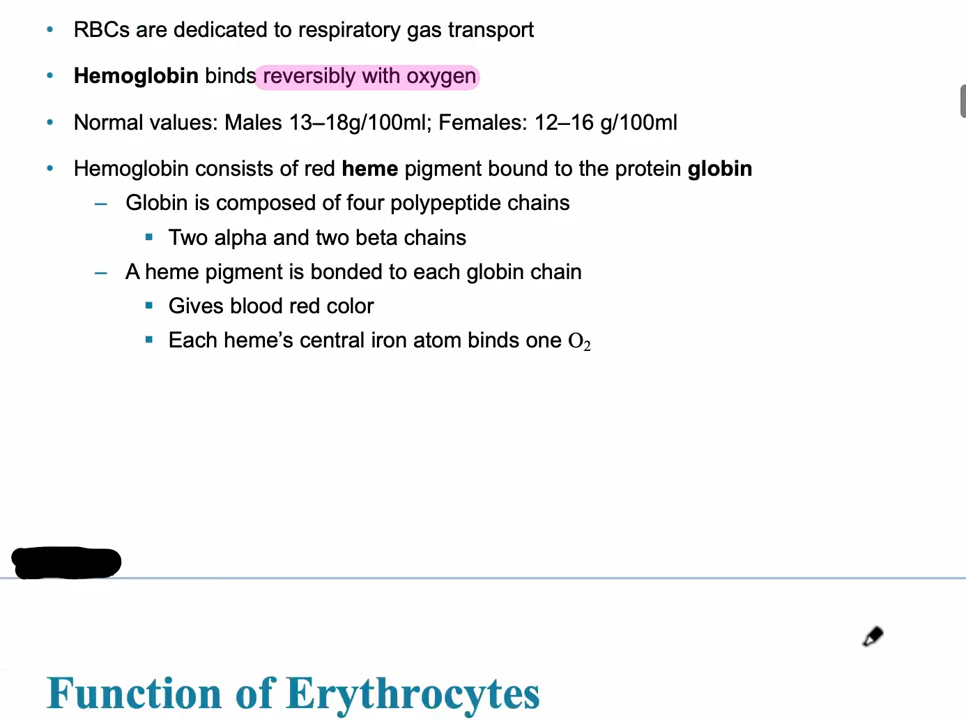 • RBCs are dedicated to respiratory gas transport
• Hemoglobin binds reversibly with oxygen
• Normal values: Males 13–18g/100ml; Females: 12–16 g/100ml
• Hemoglobin consists of red heme pigment bound to the protein globin
– Globin is composed of four polypeptide chains
▪ Two alpha and two beta chains
– A heme pigment is bonded to each globin chain
▪ Gives blood red color
▪ Each heme’s central iron atom binds one O₂
Function of Erythrocytes